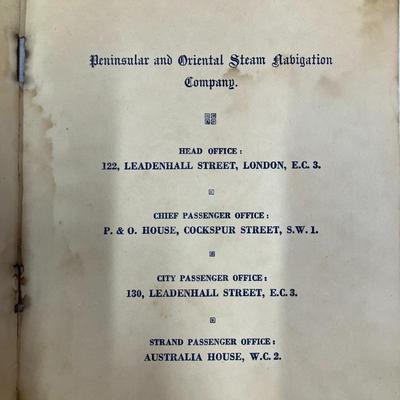 Peninsular and Oriental Steam Navigation
Company.
HEAD OFFICE:
122, LEADENHALL STREET, LONDON, E.C. 3.
CHIEF PASSENGER OFFICE:
P. & O. HOUSE, COCKSPUR STREET, S.W. 1.
CITY PASSENGER OFFICE:
130, LEADENHALL STREET, E.C. 3.
STRAND PASSENGER OFFICE:
AUSTRALIA HOUSE, W.C. 2.